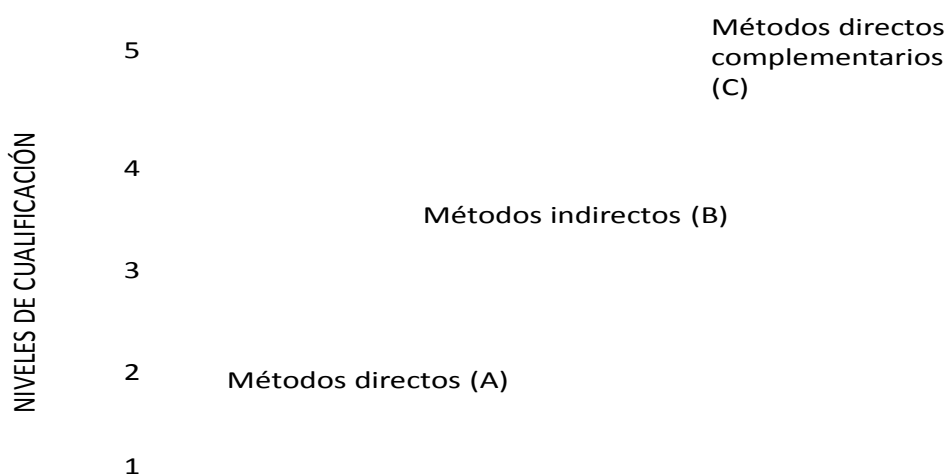 NIVELES DE CUALIFICACIÓN
5
Métodos directos
complementarios
(C)
4
Métodos indirectos (B)
3
2
Métodos directos (A)
1